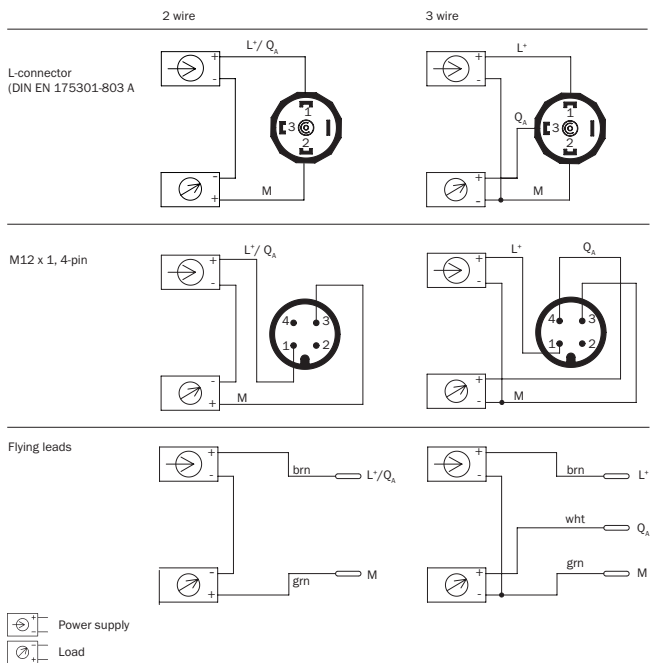 2 wire 3 wire
L-connector
(DIN EN 175301-803 A
L⁺/ Q_A
+
-
1
3
2
-
+
M
L⁺
+
-
Q_A
1
3
2
+
-
M
M12 x 1, 4-pin
L⁺/ Q_A
+
-
4 3
1 2
-
+
M
L⁺ Q_A
+
-
4 3
1 2
+
-
M
Flying leads
+
-
brn L⁺/Q_A
-
+
grn M
+
-
brn L⁺
wht Q_A
+
-
grn M
+
-
Power supply
-
+
Load